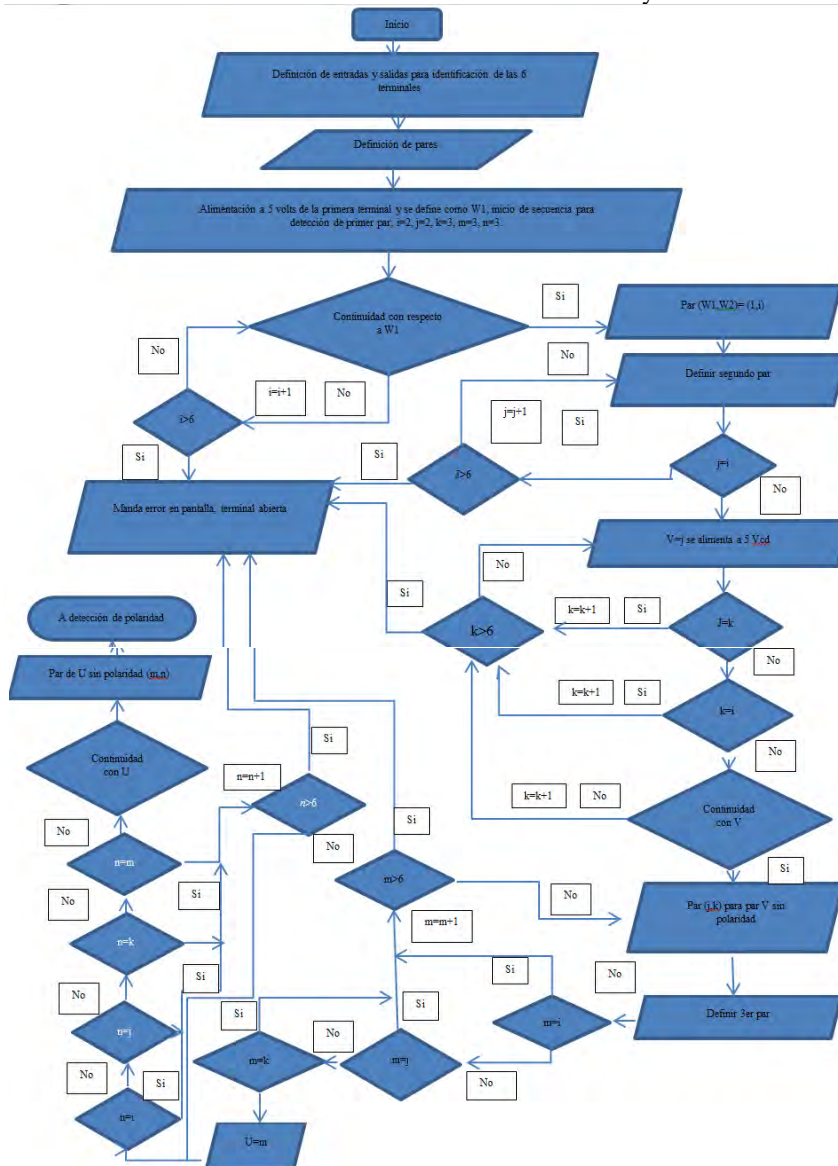 Inicio
Definición de entradas y salidas para identificación de las 6
terminales
Definición de pares
Alimentación a 5 volts de la primera terminal y se define como W1, inicio de secuencia para
detección de primer par, i=2, j=2, k=3, m=3, n=3.
Continuidad con respecto
a W1
Si
Par (W1,W2)= (1,i)
No
i=i+1
No
No
Definir segundo par
i>6
j=j+1
Si
Si
Si
j=i
No
Manda error en pantalla, terminal abierta
V=j se alimenta a 5 Vcd
No
Si
k=k+1
Si
J=k
A detección de polaridad
k>6
No
Par de U sin polaridad (m,n)
k=k+1
Si
k=i
Si
No
Continuidad
con U
n=n+1
n>6
k=k+1
No
Continuidad
con V
No
No
Si
n=m
Si
Si
m>6
No
Par (j,k) para par V sin
polaridad
No
m=m+1
n=k
Si
No
No
Si
Si
Definir 3er par
n=j
Si
No
m=i
m=k
m=j
No
Si
No
n=i
U=m